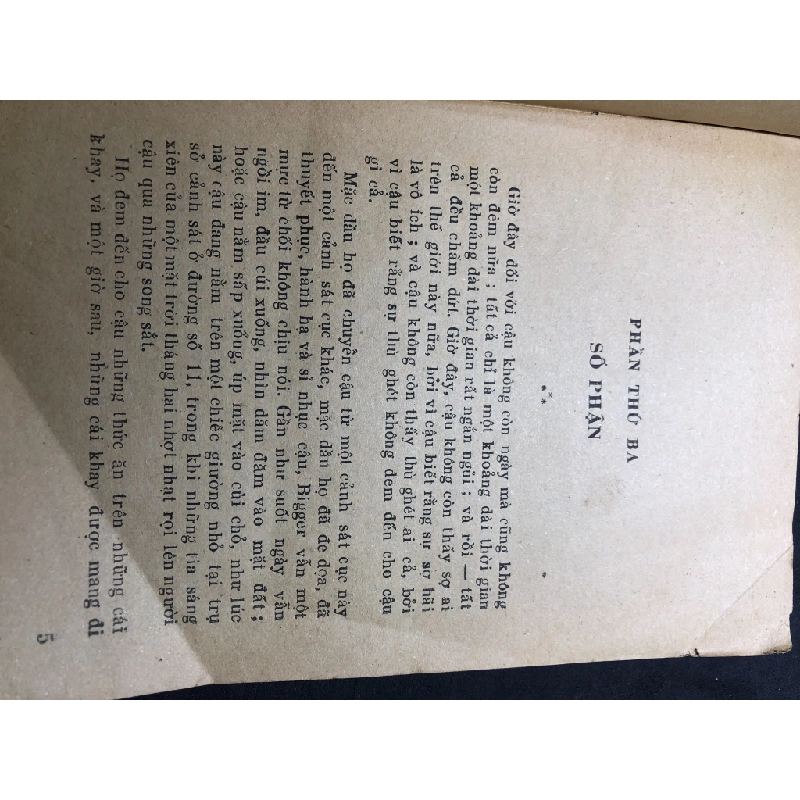 PHẦN THỨ BA
SỐ PHẬN
***
Giờ đây đối với cậu không còn ngày mà cũng không
còn đêm nữa ; tất cả chỉ là một khoảng dài thời gian
một khoảng dài thời gian rất ngắn ngủi ; và rồi — tất
cả đều chấm dứt. Giờ đây, cậu không còn thấy sợ ai
trên thế giới này nữa, bởi vì cậu biết rằng sự sợ hãi
là vô ích ; và cậu không còn thấy thù ghét ai cả, bởi
vì cậu biết rằng sự thù ghét không đem đến cho cậu
gì cả.
Mặc dầu họ đã chuyển cậu từ một cảnh sát cục này
đến một cảnh sát cục khác, mặc dầu họ đã đe dọa, đã
thuyết phục, hành hạ và sỉ nhục cậu, Bigger vẫn một
mực từ chối không chịu nói. Gần như suốt ngày vẫn
ngồi im, đầu cúi xuống, nhìn đăm đăm vào mặt đất ;
hoặc cậu nằm sấp xuống, úp mặt vào cùi chỏ, như lúc
này cậu đang nằm trên một chiếc giường nhỏ tại trụ
sở cảnh sát ở đường số 11, trong khi những tia sáng
xiên của một mặt trời tháng hai nhợt nhạt rọi lên người
cậu qua những song sắt.
Họ đem đến cho cậu những thức ăn trên những cái
khay, và một giờ sau, những cái khay được mang đi
5